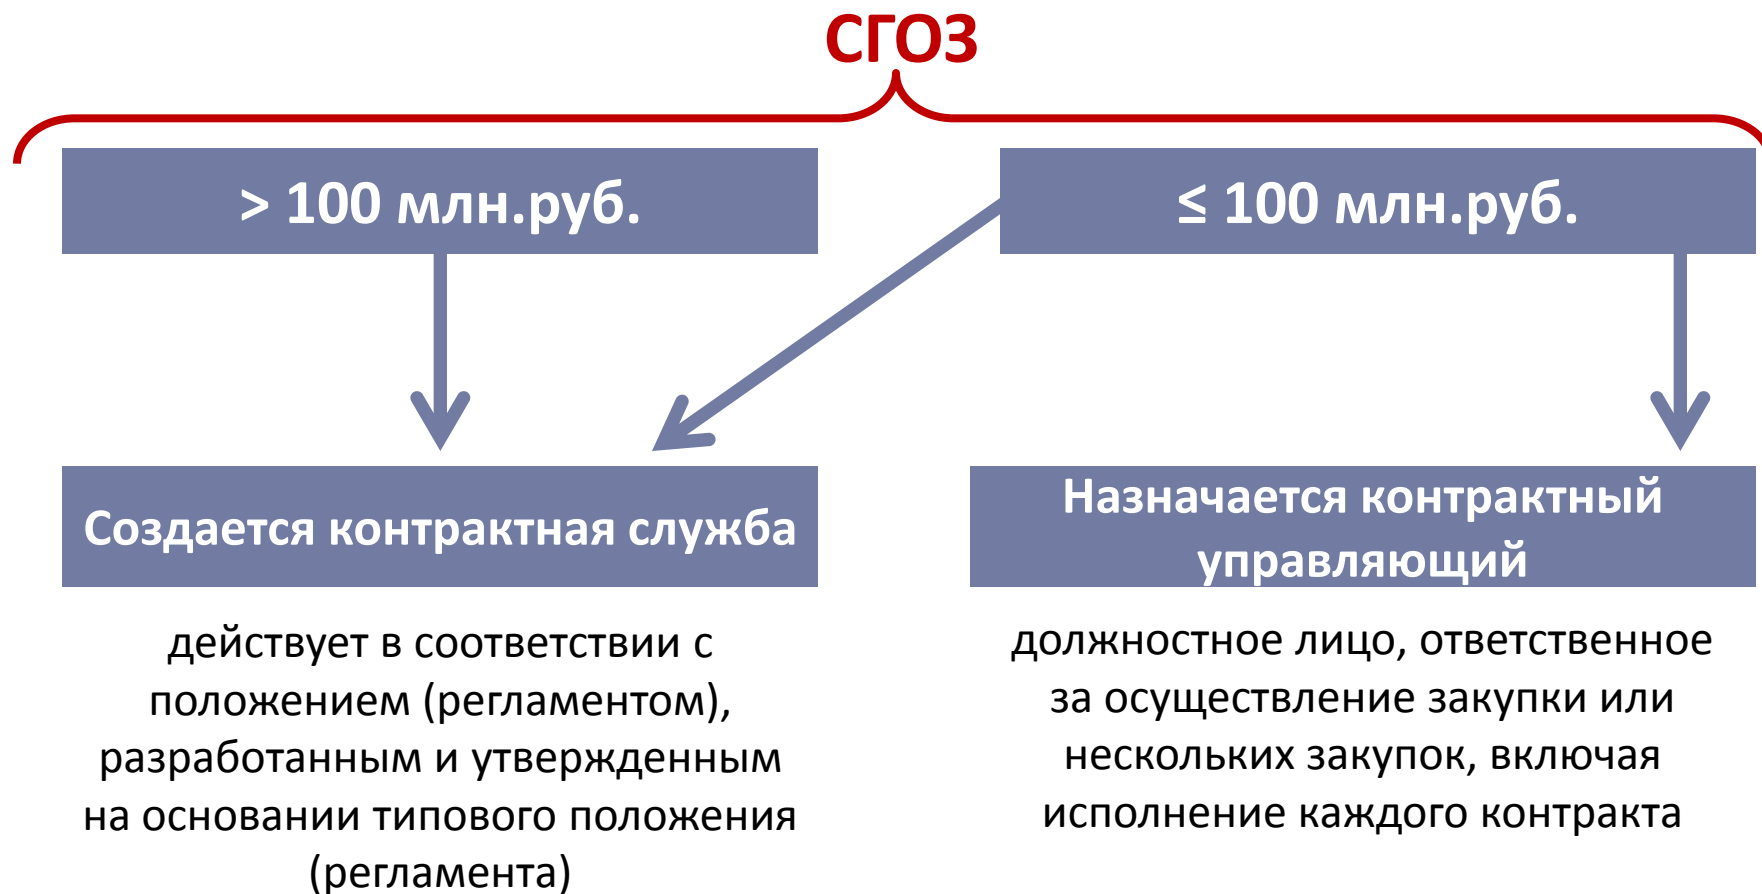 СГОЗ
> 100 млн.руб.
≤ 100 млн.руб.
Создается контрактная служба
Назначается контрактный
управляющий
действует в соответствии с
положением (регламентом),
разработанным и утвержденным
на основании типового положения
(регламента)
должностное лицо, ответственное
за осуществление закупки или
нескольких закупок, включая
исполнение каждого контракта